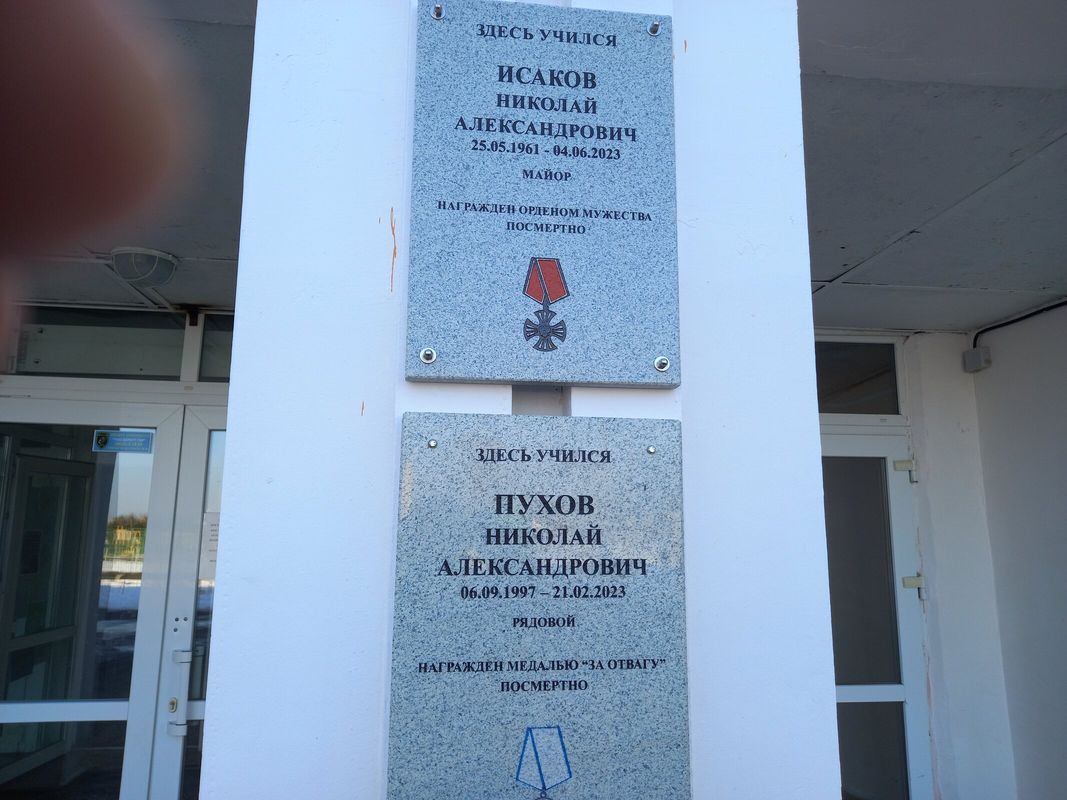 ЗДЕСЬ УЧИЛСЯ
ИСАКОВ
НИКОЛАЙ
АЛЕКСАНДРОВИЧ
25.05.1961 - 04.06.2023
МАЙОР
НАГРАЖДЕН ОРДЕНОМ МУЖЕСТВА
ПОСМЕРТНО
ЗДЕСЬ УЧИЛСЯ
ПУХОВ
НИКОЛАЙ
АЛЕКСАНДРОВИЧ
06.09.1997 – 21.02.2023
РЯДОВОЙ
НАГРАЖДЕН МЕДАЛЬЮ “ЗА ОТВАГУ”
ПОСМЕРТНО